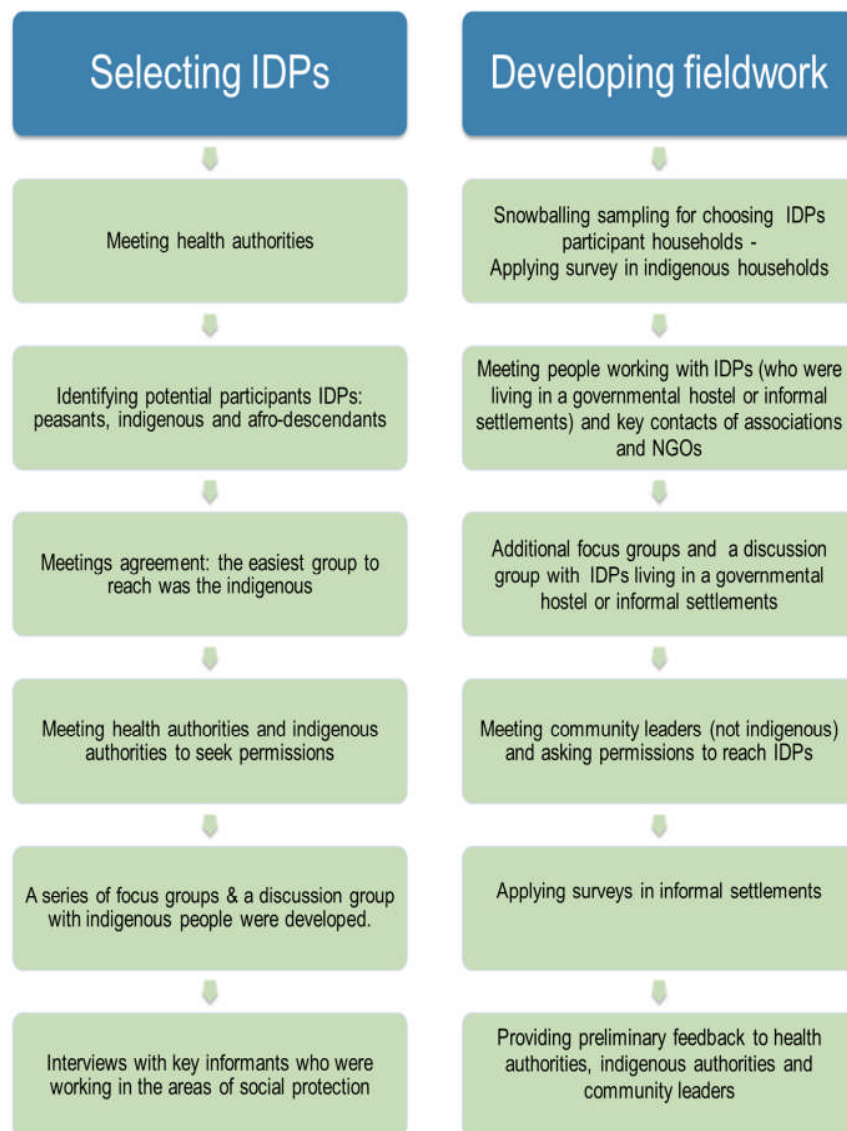 Selecting IDPs
Meeting health authorities
Identifying potential participants IDPs:
peasants, indigenous and afro-descendants
Meetings agreement: the easiest group to
reach was the indigenous
Meeting health authorities and indigenous
authorities to seek permissions
A series of focus groups & a discussion group
with indigenous people were developed.
Interviews with key informants who were
working in the areas of social protection
Developing fieldwork
Snowballing sampling for choosing IDPs
participant households -
Applying survey in indigenous households
Meeting people working with IDPs (who were
living in a governmental hostel or informal
settlements) and key contacts of associations
and NGOs
Additional focus groups and a discussion
group with IDPs living in a governmental
hostel or informal settlements
Meeting community leaders (not indigenous)
and asking permissions to reach IDPs
Applying surveys in informal settlements
Providing preliminary feedback to health
authorities, indigenous authorities and
community leaders